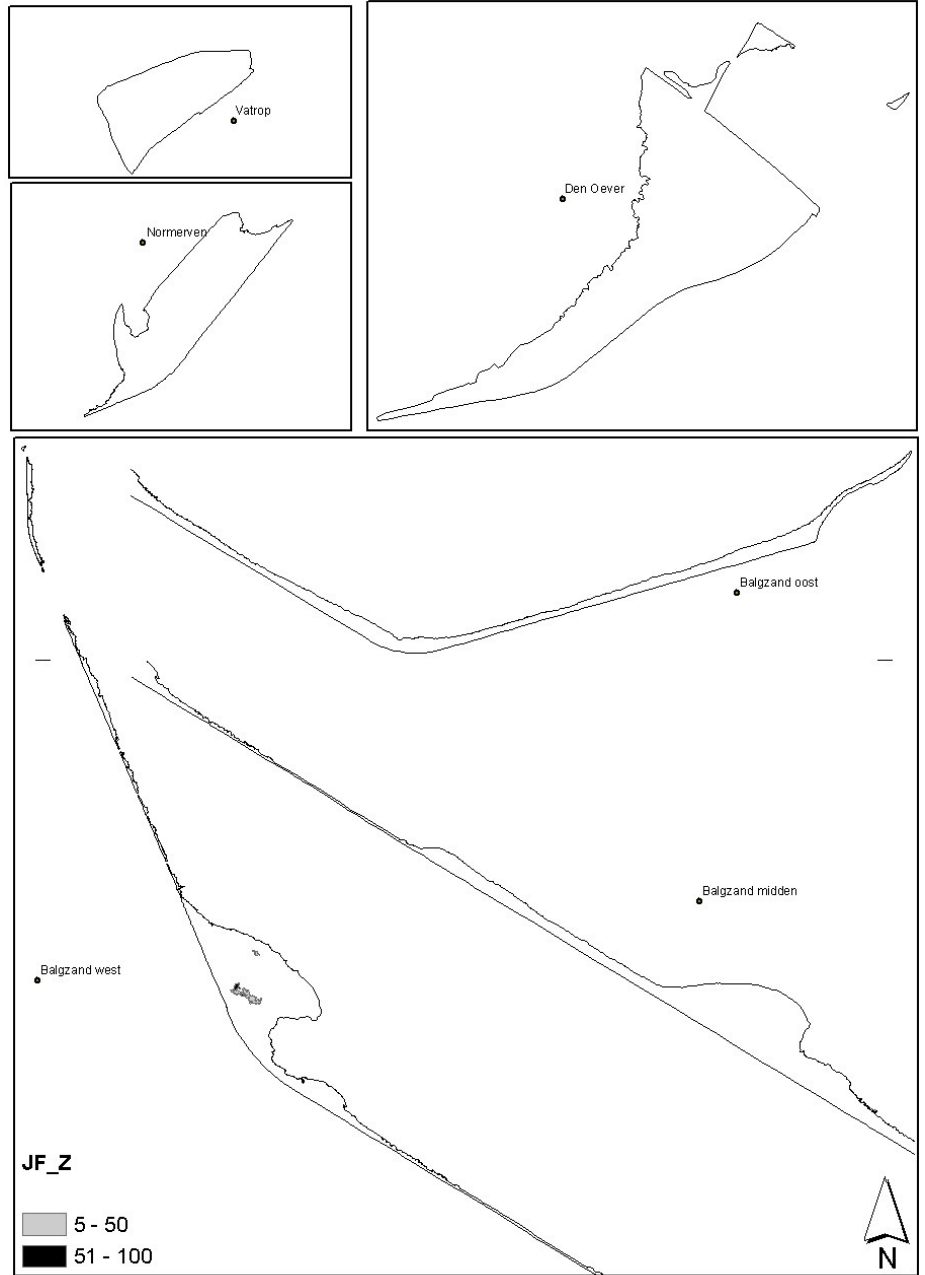 Vatrop
Normerven
Den Oever
Balgzand oost
Balgzand midden
Balgzand west
JF_Z
5 - 50
51 - 100
N